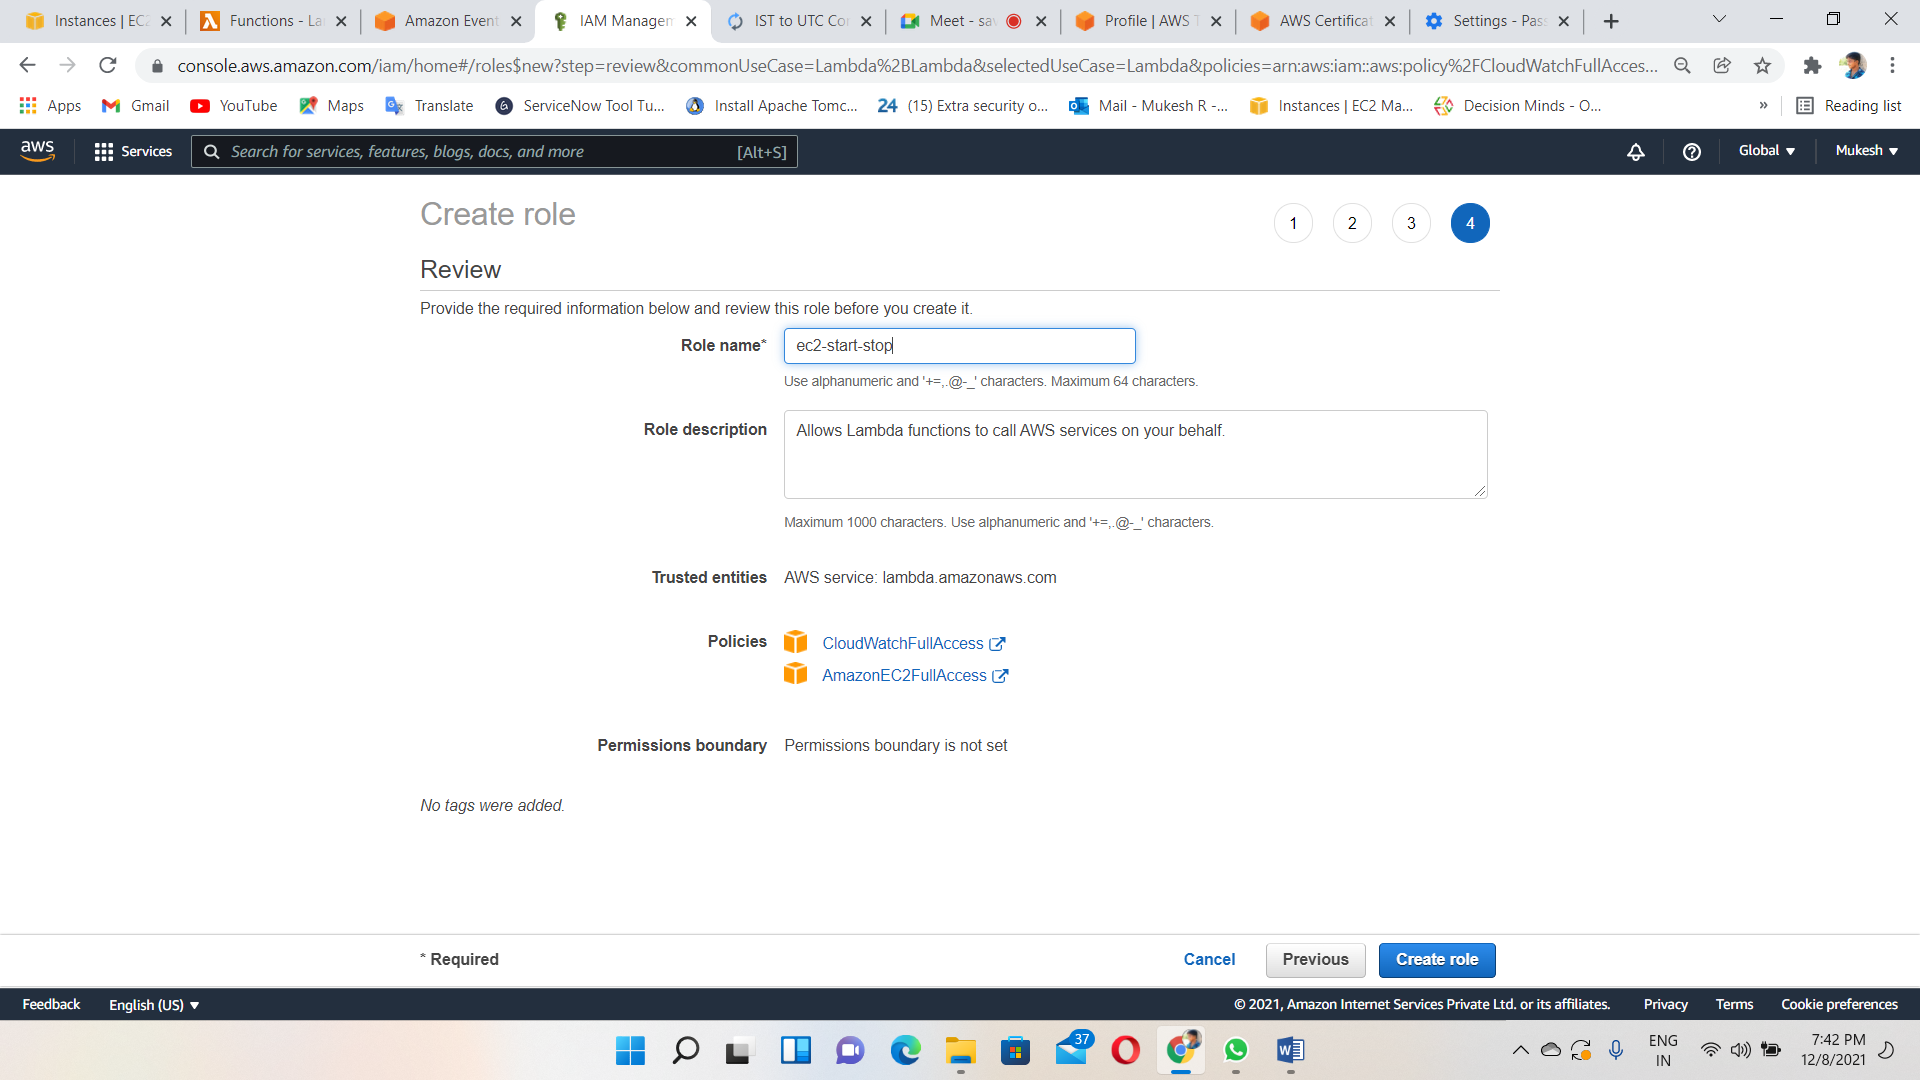 Instances | EC2
Functions - La
Amazon Event
IAM Managem
IST to UTC Con
Meet - sav
Profile | AWS T
AWS Certificat
Settings - Pass
console.aws.amazon.com/iam/home#/roles$new?step=review&commonUseCase=Lambda%2BLambda&selectedUseCase=Lambda&policies=arn:aws:iam::aws:policy%2FCloudWatchFullAcces...
Apps
Gmail
YouTube
Maps
Translate
ServiceNow Tool Tu...
Install Apache Tomc...
24 (15) Extra security o...
Mail - Mukesh R -...
Instances | EC2 Ma...
Decision Minds - O...
»
Reading list
aws
Services
Search for services, features, blogs, docs, and more [Alt+S]
Global
Mukesh
Create role
1 2 3 4
Review
Provide the required information below and review this role before you create it.
Role name* ec2-start-stop
Use alphanumeric and '+=,.@-_' characters. Maximum 64 characters.
Role description Allows Lambda functions to call AWS services on your behalf.
Maximum 1000 characters. Use alphanumeric and '+=,.@-_' characters.
Trusted entities AWS service: lambda.amazonaws.com
Policies CloudWatchFullAccess
AmazonEC2FullAccess
Permissions boundary Permissions boundary is not set
No tags were added.
* Required
Cancel
Previous
Create role
Feedback
English (US)
© 2021, Amazon Internet Services Private Ltd. or its affiliates.
Privacy
Terms
Cookie preferences
37
ENG
IN
7:42 PM
12/8/2021